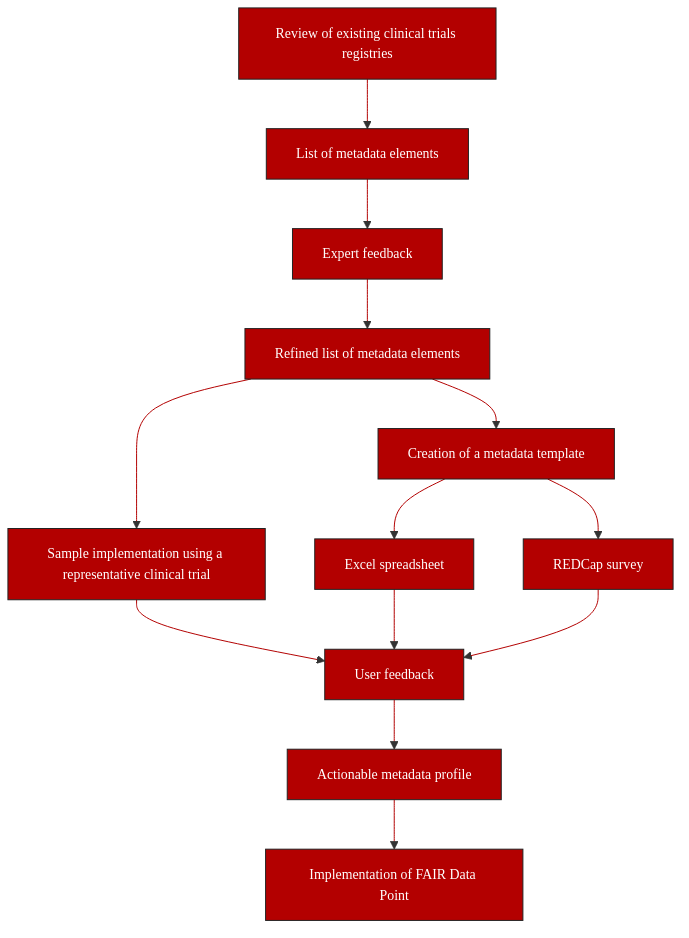 Review of existing clinical trials
registries
List of metadata elements
Expert feedback
Refined list of metadata elements
Creation of a metadata template
Sample implementation using a
representative clinical trial
Excel spreadsheet
REDCap survey
User feedback
Actionable metadata profile
Implementation of FAIR Data
Point